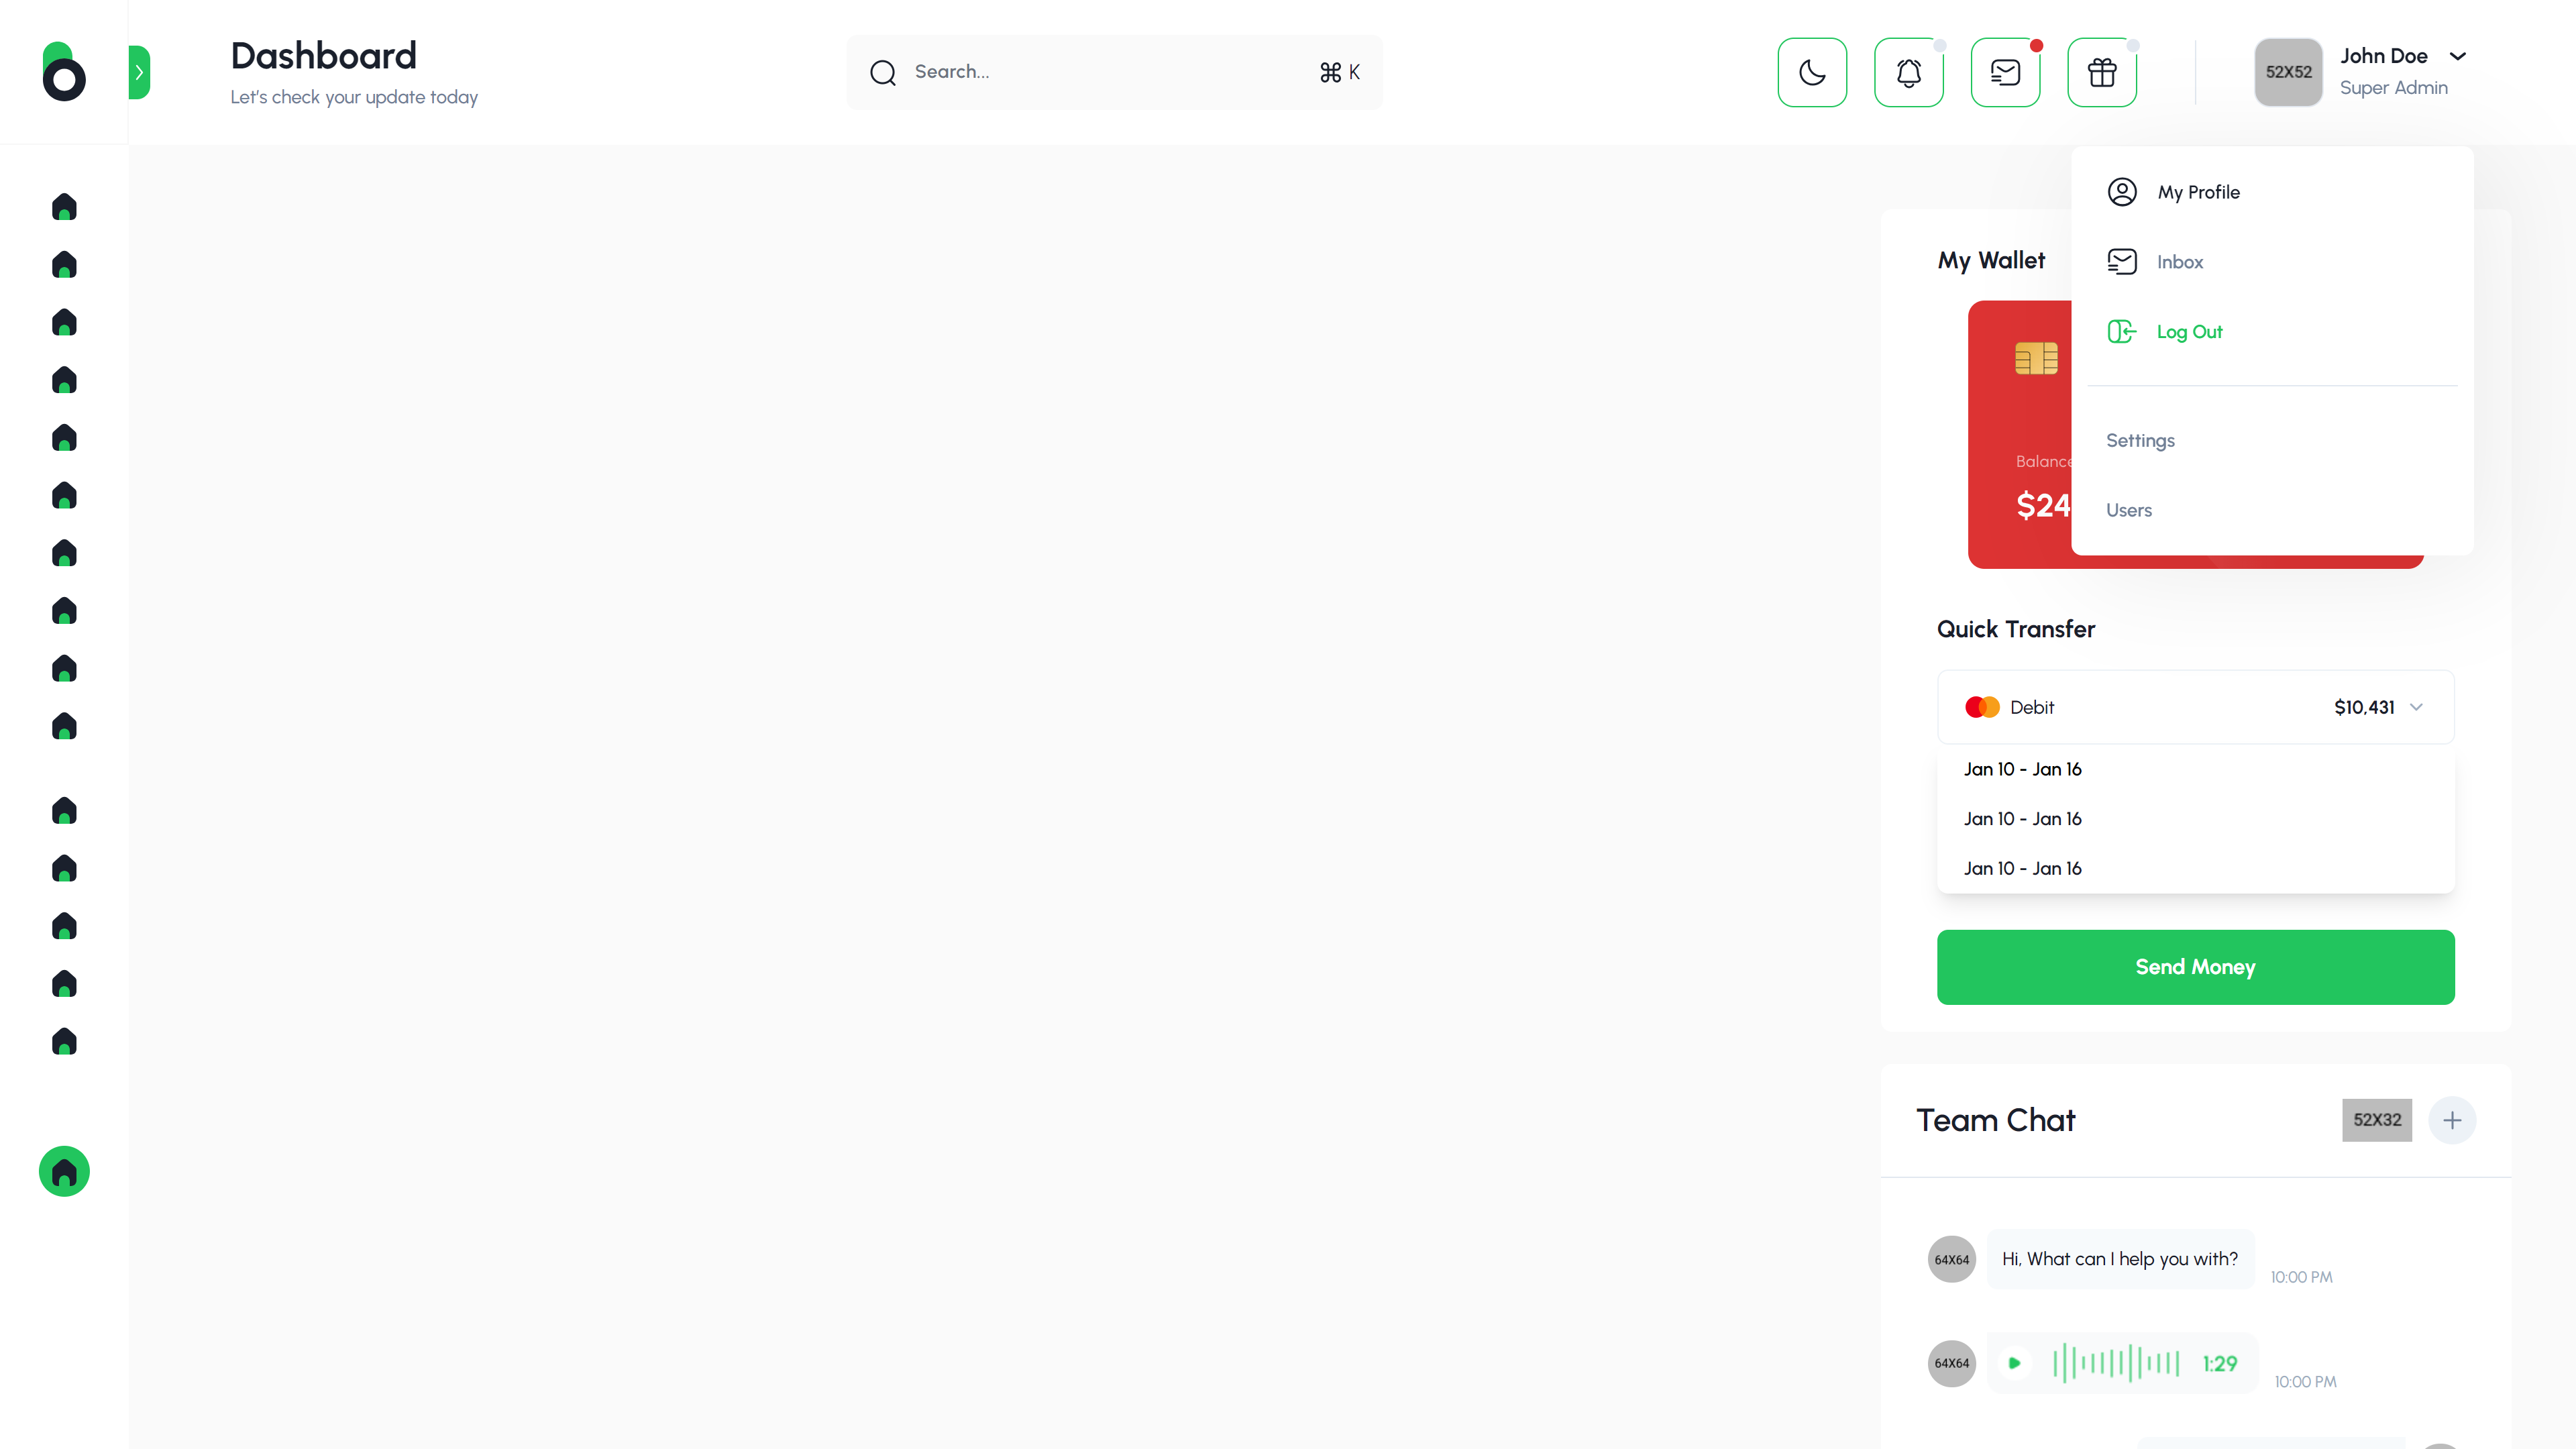 Dashboard
Let's check your update today
Search...
⌘ K
52X52
John Doe
Super Admin
My Profile
Inbox
Log Out
Settings
Users
My Wallet
Balance
$24
Quick Transfer
Debit
$10,431
Jan 10 - Jan 16
Jan 10 - Jan 16
Jan 10 - Jan 16
Send Money
Team Chat
52X32
64X64
Hi, What can I help you with?
10:00 PM
64X64
1:29
10:00 PM